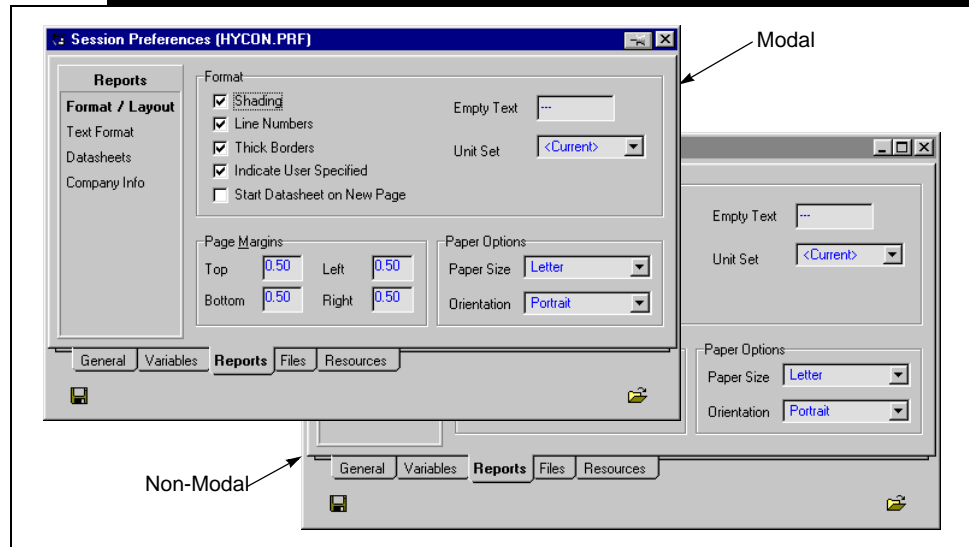 Session Preferences (HYCON.PRF)
Modal
Reports
Format / Layout
Text Format
Datasheets
Company Info
Format
Shading
Line Numbers
Thick Borders
Indicate User Specified
Start Datasheet on New Page
Empty Text ---
Unit Set <Current>
Page Margins
Top 0.50 Left 0.50
Bottom 0.50 Right 0.50
Paper Options
Paper Size Letter
Orientation Portrait
General Variables Reports Files Resources
Empty Text ---
Unit Set <Current>
Paper Options
Paper Size Letter
Orientation Portrait
General Variables Reports Files Resources
Non-Modal